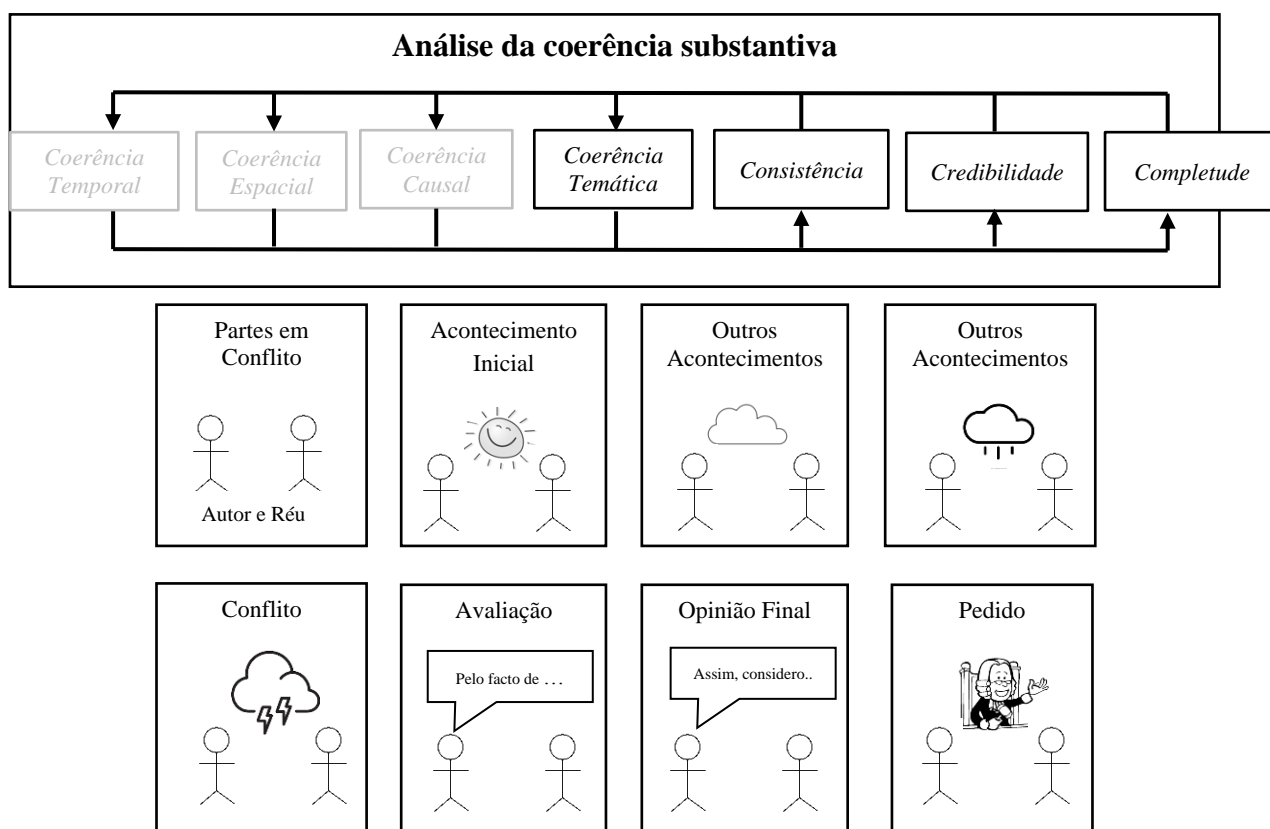 Análise da coerência substantiva
Coerência
Temporal
Coerência
Espacial
Coerência
Causal
Coerência
Temática
Consistência
Credibilidade
Completude
Partes em
Conflito
Autor e Réu
Acontecimento
Inicial
Outros
Acontecimentos
Outros
Acontecimentos
Conflito
Avaliação
Pelo facto de …
Opinião Final
Assim, considero..
Pedido